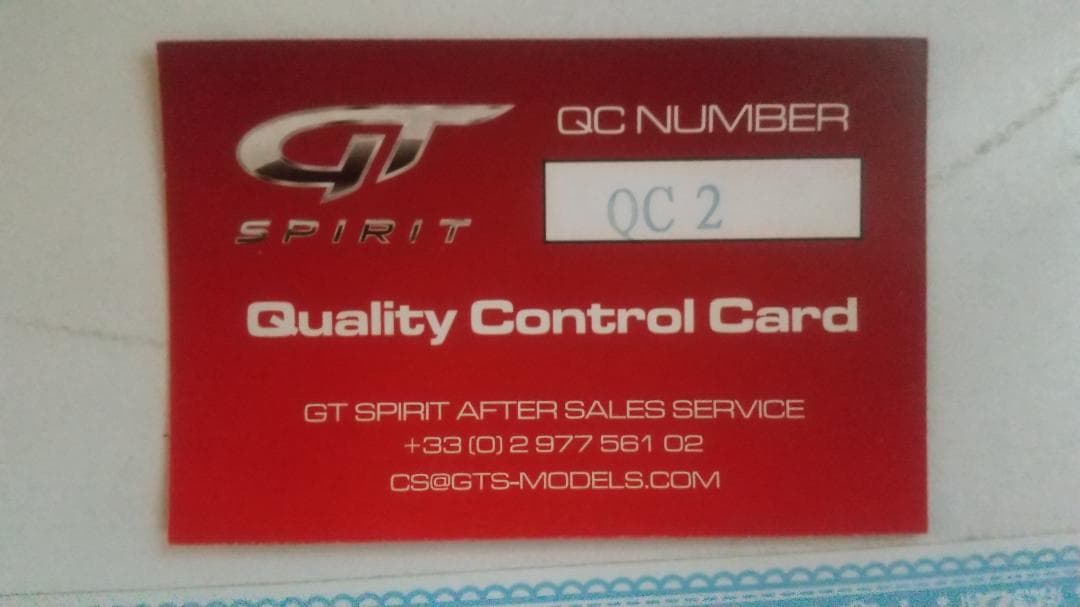 GT
SPIRIT
QC NUMBER
QC 2
Quality Control Card
GT SPIRIT AFTER SALES SERVICE
+33 (0) 2 977 561 02
CS@GTS-MODELS.COM